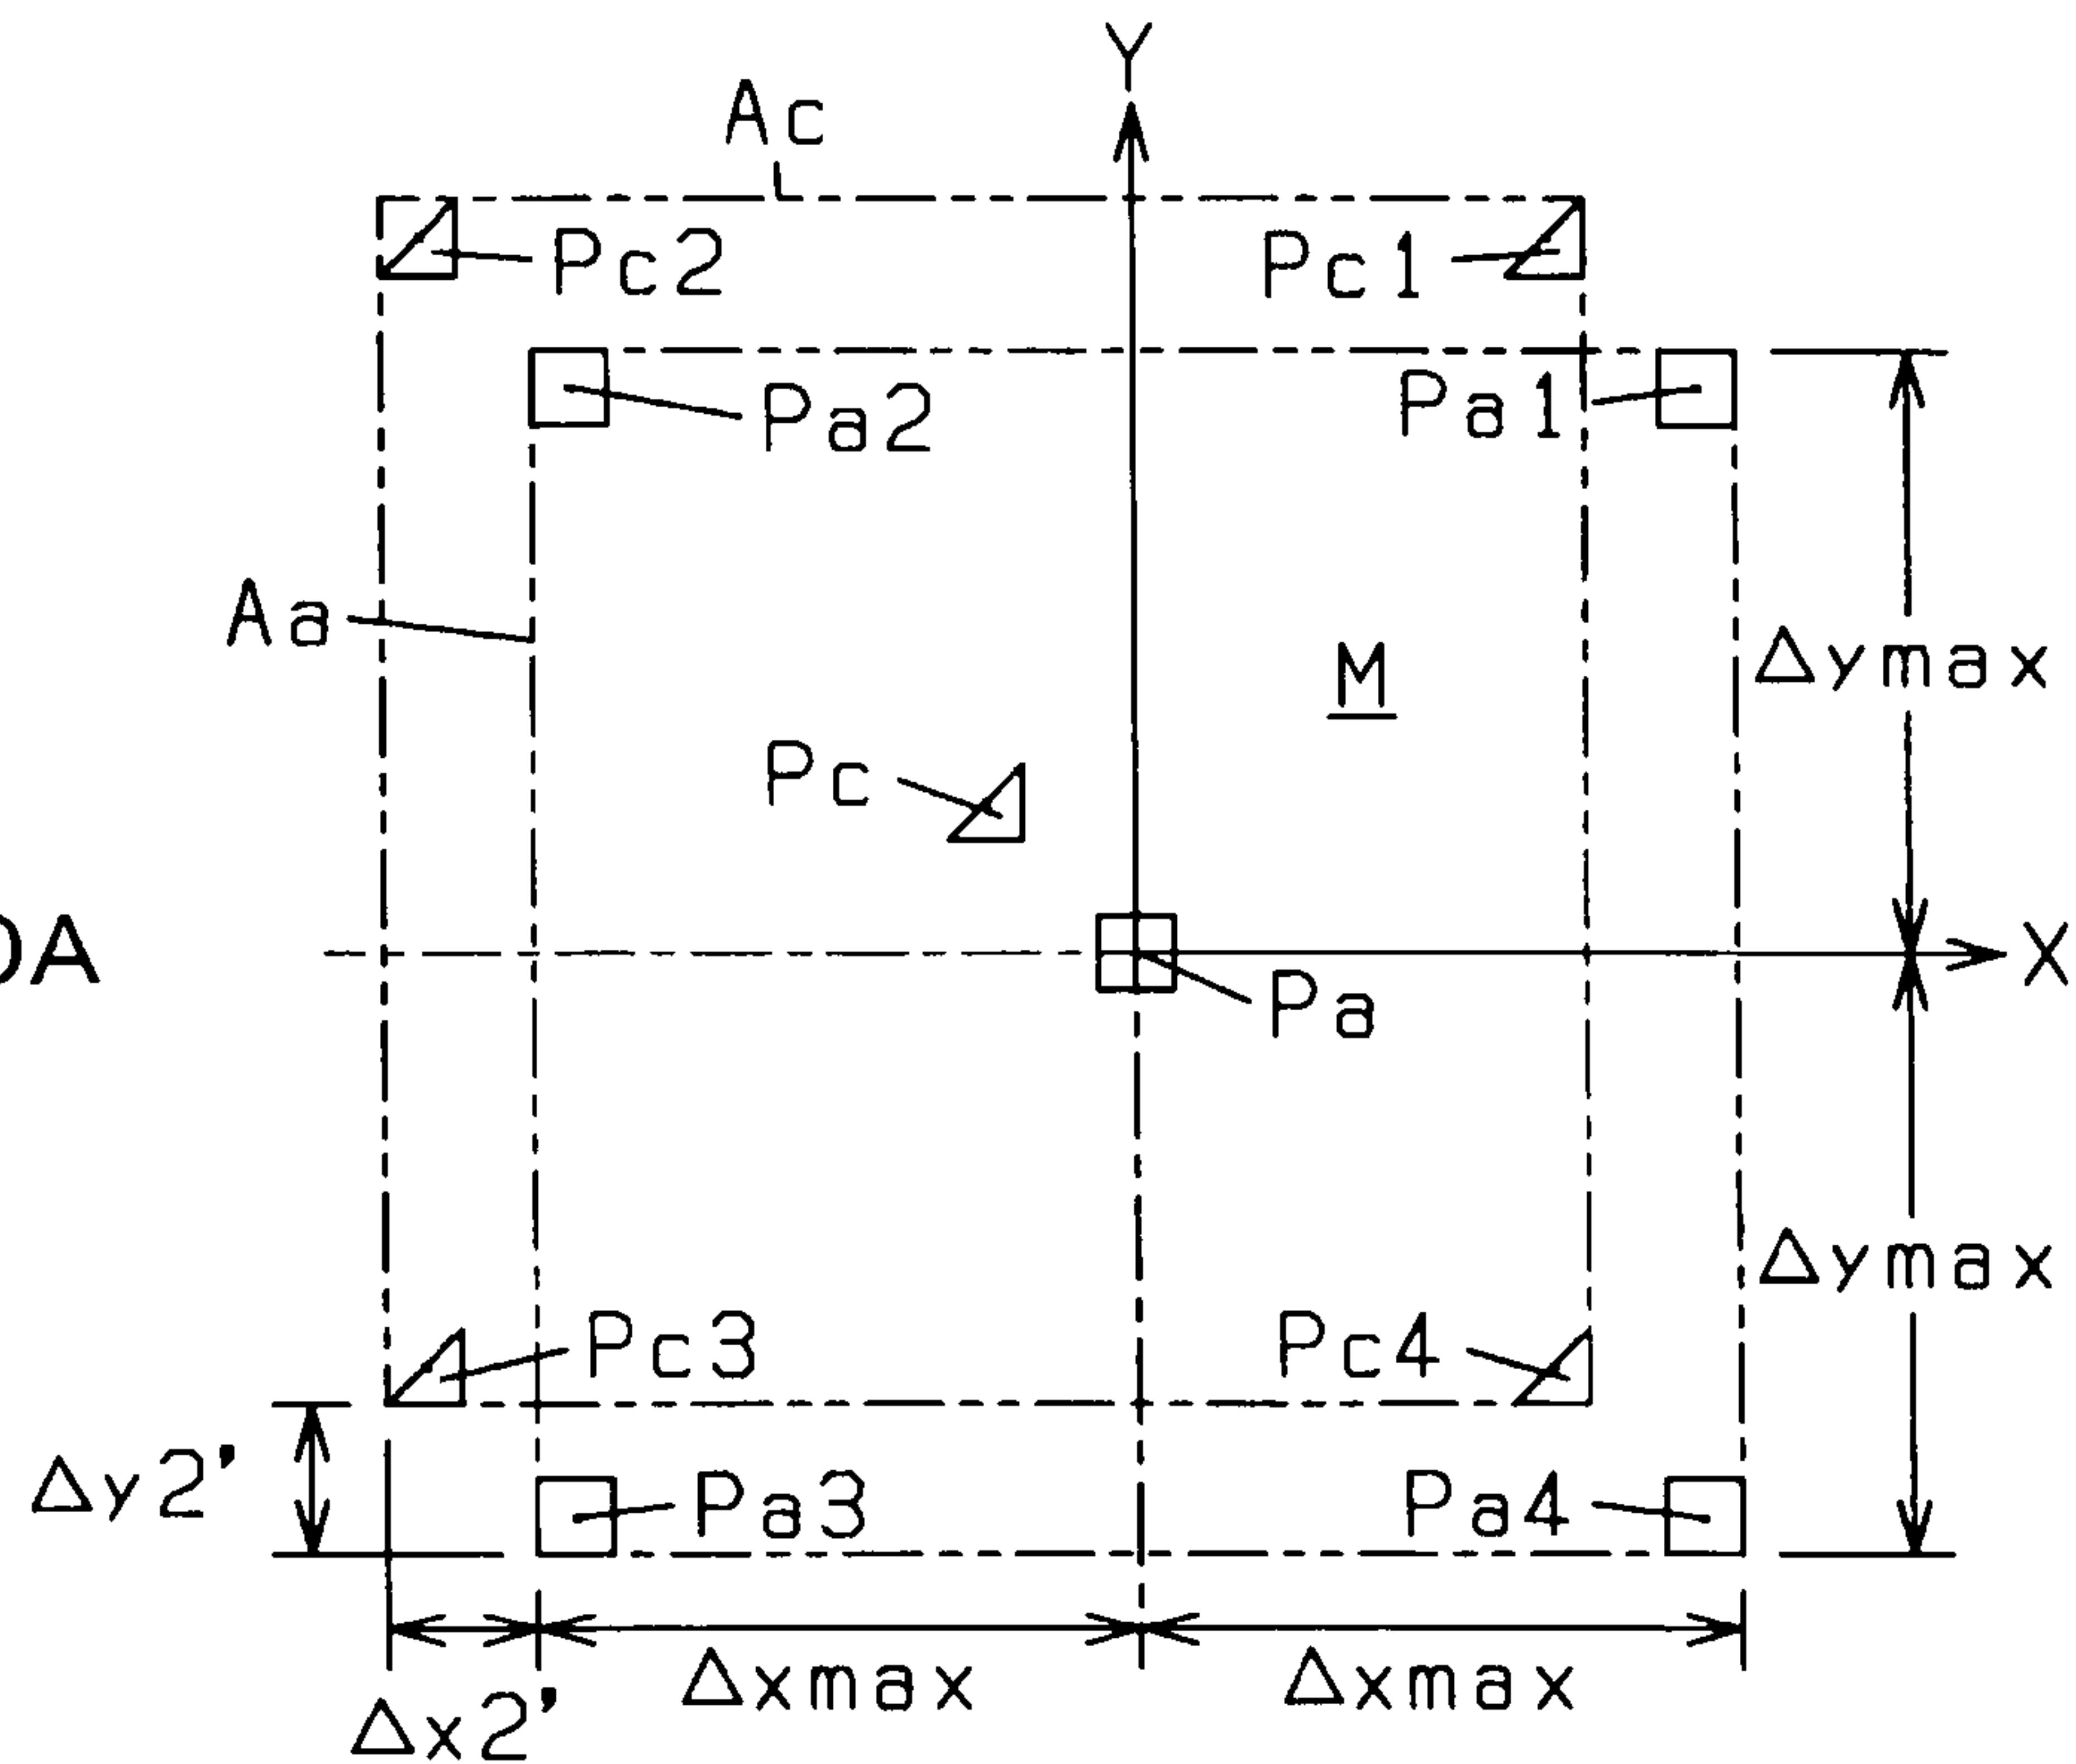 Y
Ac
Pc2
Pc1
Pa2
Pa1
Aa
M
Δymax
Pc
X
Pa
Δymax
Pc3
Pc4
Δy2'
Pa3
Pa4
Δxmax
Δxmax
Δx2'